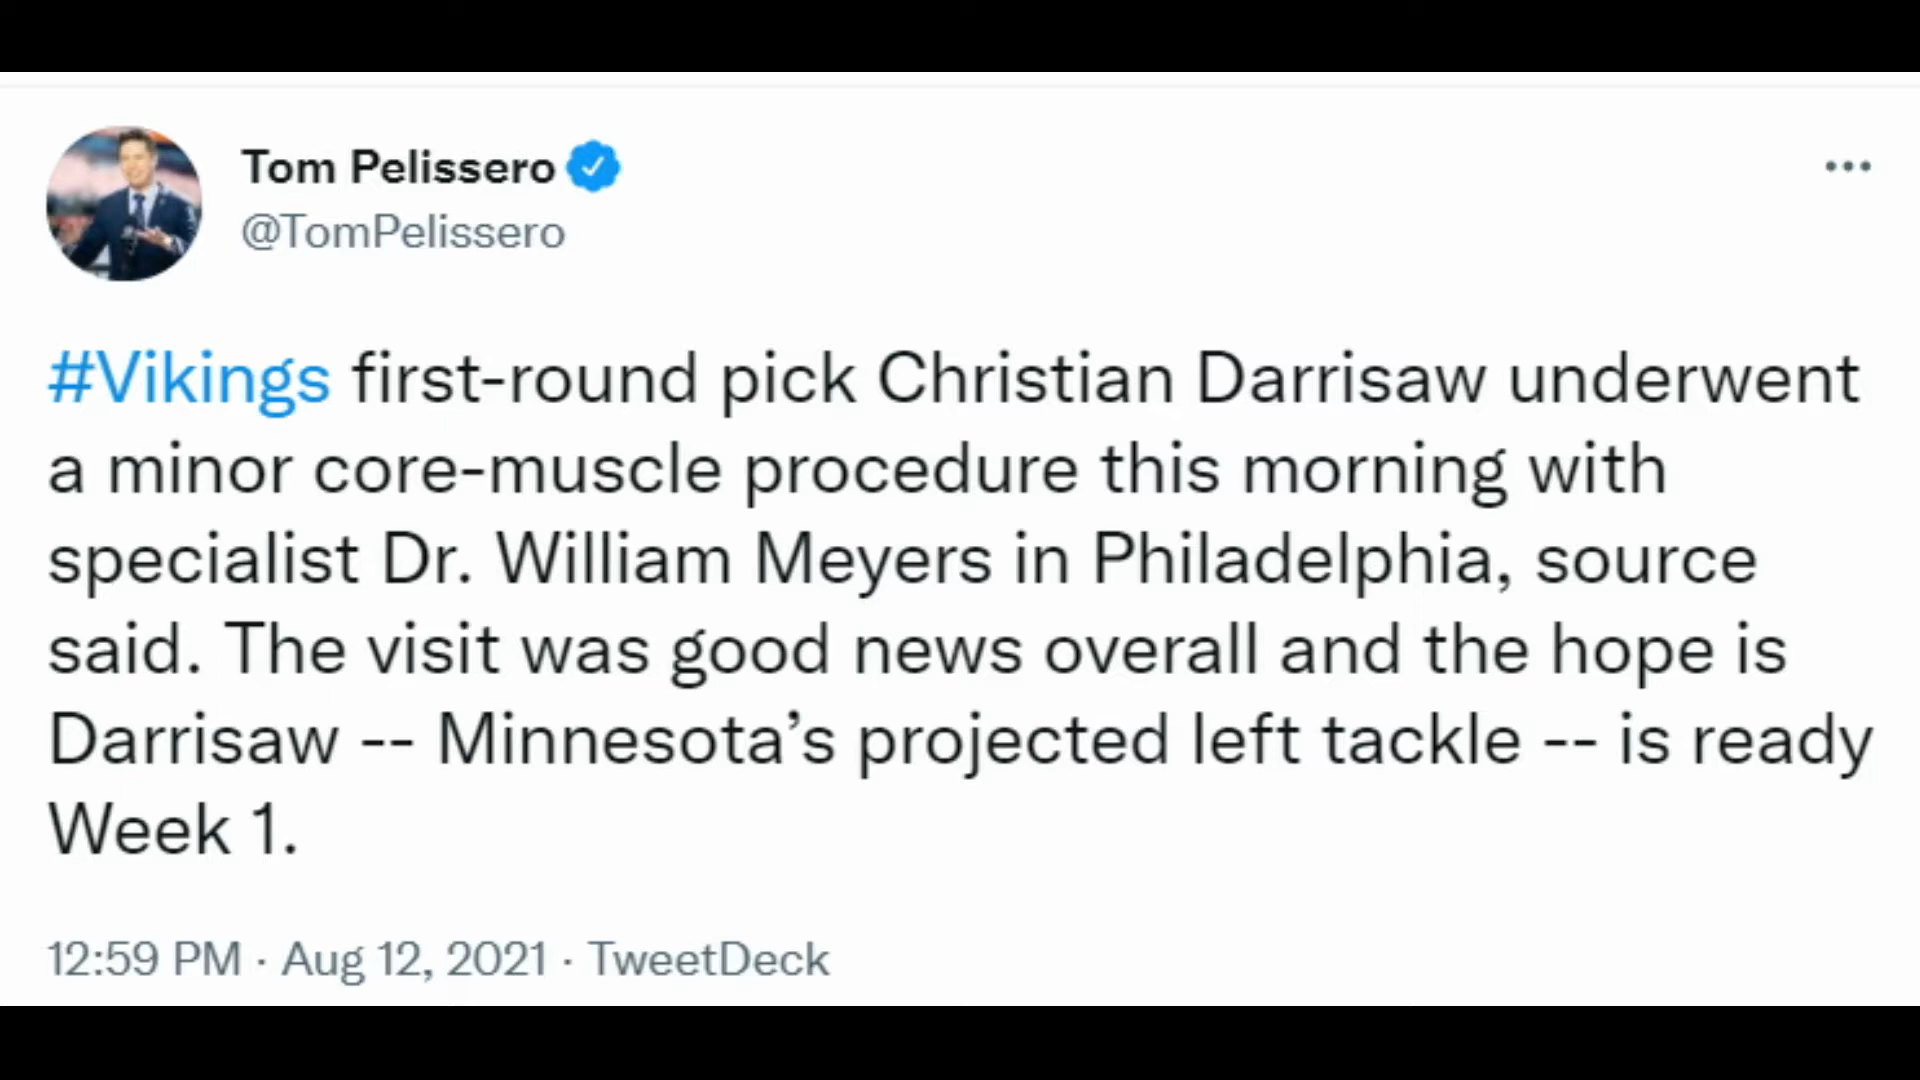 Tom Pelissero
@TomPelissero
#Vikings first-round pick Christian Darrisaw underwent
a minor core-muscle procedure this morning with
specialist Dr. William Meyers in Philadelphia, source
said. The visit was good news overall and the hope is
Darrisaw -- Minnesota’s projected left tackle -- is ready
Week 1.
12:59 PM · Aug 12, 2021 · TweetDeck